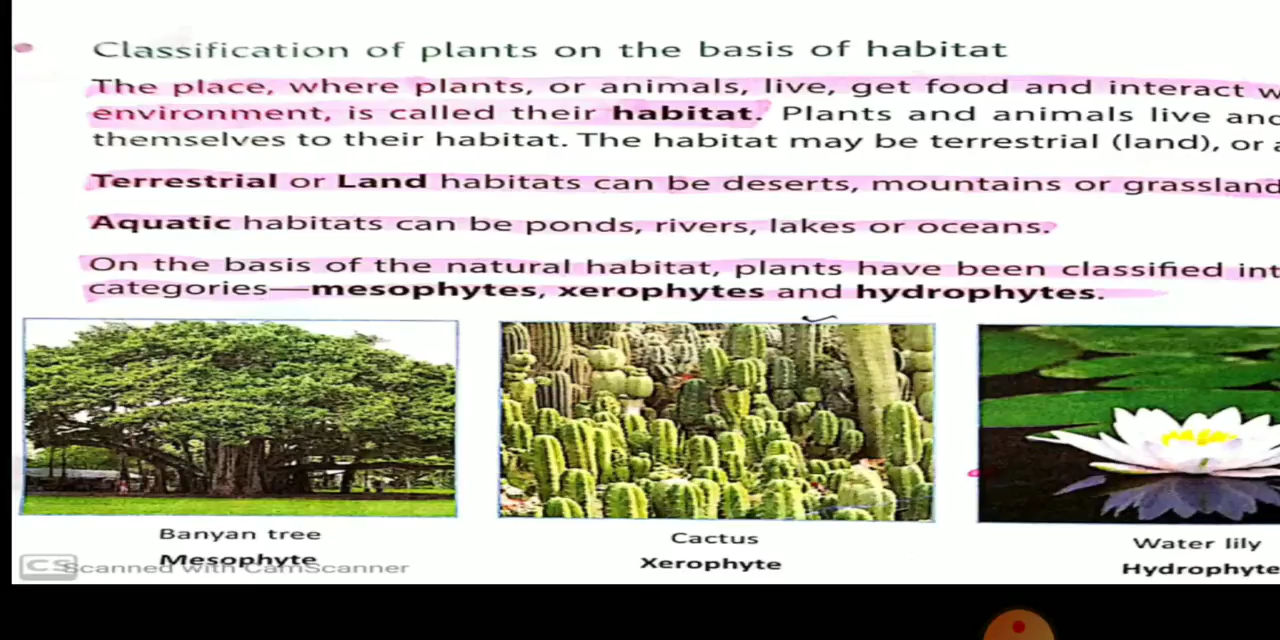 Classification of plants on the basis of habitat
The place, where plants, or animals, live, get food and interact w
environment, is called their habitat. Plants and animals live and
themselves to their habitat. The habitat may be terrestrial (land), or a
Terrestrial or Land habitats can be deserts, mountains or grassland
Aquatic habitats can be ponds, rivers, lakes or oceans.
On the basis of the natural habitat, plants have been classified int
categories—mesophytes, xerophytes and hydrophytes.
Banyan tree
Mesophyte
Cactus
Xerophyte
Water lily
Hydrophyte
CS Scanned with CamScanner